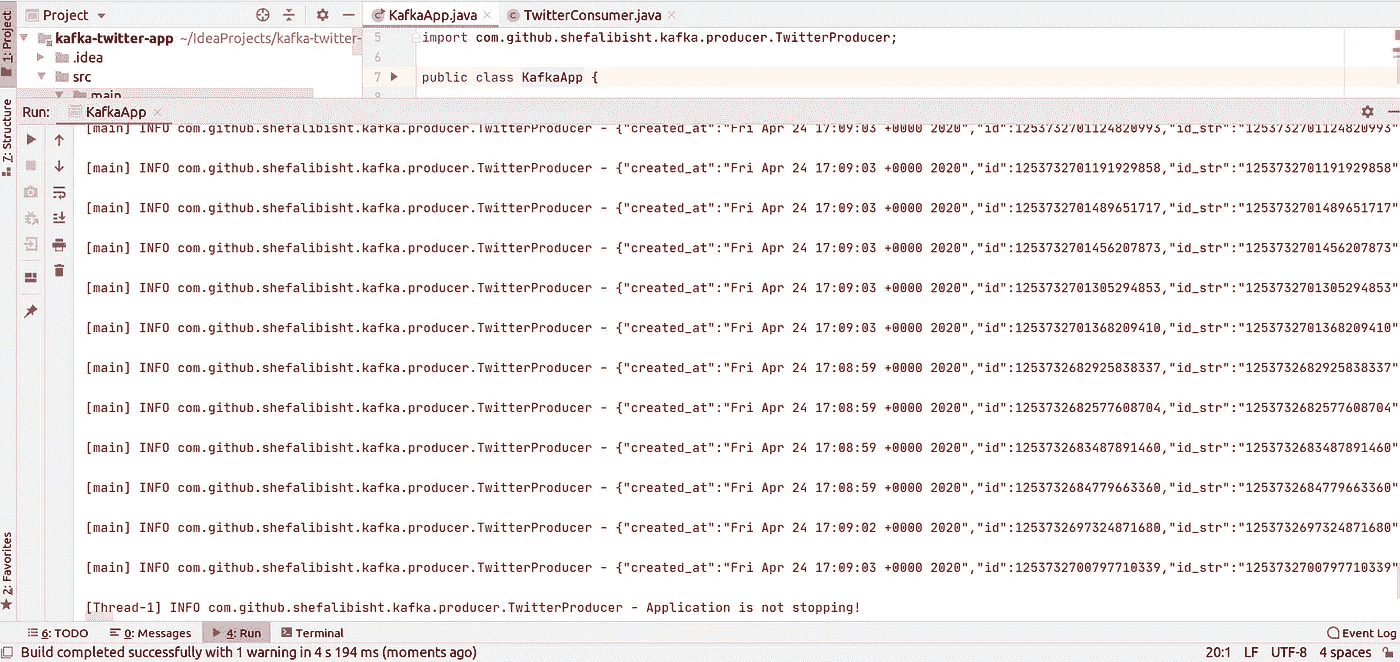 Project
KafkaApp.java
TwitterConsumer.java
1: Project
kafka-twitter-app ~/IdeaProjects/kafka-twitter-
.idea
src
main
5 import com.github.shefalibisht.kafka.producer.TwitterProducer;
6
7 public class KafkaApp {
8
Run: KafkaApp
Z: Structure
2: Favorites
[main] INFO com.github.shefalibisht.kafka.producer.TwitterProducer - {"created_at":"Fri Apr 24 17:09:03 +0000 2020","id":1253732701124820993,"id_str":"1253732701124820993"
[main] INFO com.github.shefalibisht.kafka.producer.TwitterProducer - {"created_at":"Fri Apr 24 17:09:03 +0000 2020","id":1253732701191929858,"id_str":"1253732701191929858"
[main] INFO com.github.shefalibisht.kafka.producer.TwitterProducer - {"created_at":"Fri Apr 24 17:09:03 +0000 2020","id":1253732701489651717,"id_str":"1253732701489651717"
[main] INFO com.github.shefalibisht.kafka.producer.TwitterProducer - {"created_at":"Fri Apr 24 17:09:03 +0000 2020","id":1253732701456207873,"id_str":"1253732701456207873"
[main] INFO com.github.shefalibisht.kafka.producer.TwitterProducer - {"created_at":"Fri Apr 24 17:09:03 +0000 2020","id":1253732701305294853,"id_str":"1253732701305294853"
[main] INFO com.github.shefalibisht.kafka.producer.TwitterProducer - {"created_at":"Fri Apr 24 17:09:03 +0000 2020","id":1253732701368209410,"id_str":"1253732701368209410"
[main] INFO com.github.shefalibisht.kafka.producer.TwitterProducer - {"created_at":"Fri Apr 24 17:08:59 +0000 2020","id":1253732682925838337,"id_str":"1253732682925838337"
[main] INFO com.github.shefalibisht.kafka.producer.TwitterProducer - {"created_at":"Fri Apr 24 17:08:59 +0000 2020","id":1253732682577608704,"id_str":"1253732682577608704"
[main] INFO com.github.shefalibisht.kafka.producer.TwitterProducer - {"created_at":"Fri Apr 24 17:08:59 +0000 2020","id":1253732683487891460,"id_str":"1253732683487891460"
[main] INFO com.github.shefalibisht.kafka.producer.TwitterProducer - {"created_at":"Fri Apr 24 17:08:59 +0000 2020","id":1253732684779663360,"id_str":"1253732684779663360"
[main] INFO com.github.shefalibisht.kafka.producer.TwitterProducer - {"created_at":"Fri Apr 24 17:09:02 +0000 2020","id":1253732697324871680,"id_str":"1253732697324871680"
[main] INFO com.github.shefalibisht.kafka.producer.TwitterProducer - {"created_at":"Fri Apr 24 17:09:03 +0000 2020","id":1253732700797710339,"id_str":"1253732700797710339"
[Thread-1] INFO com.github.shefalibisht.kafka.producer.TwitterProducer - Application is not stopping!
6: TODO 0: Messages 4: Run Terminal Event Log
Build completed successfully with 1 warning in 4 s 194 ms (moments ago) 20:1 LF UTF-8 4 spaces